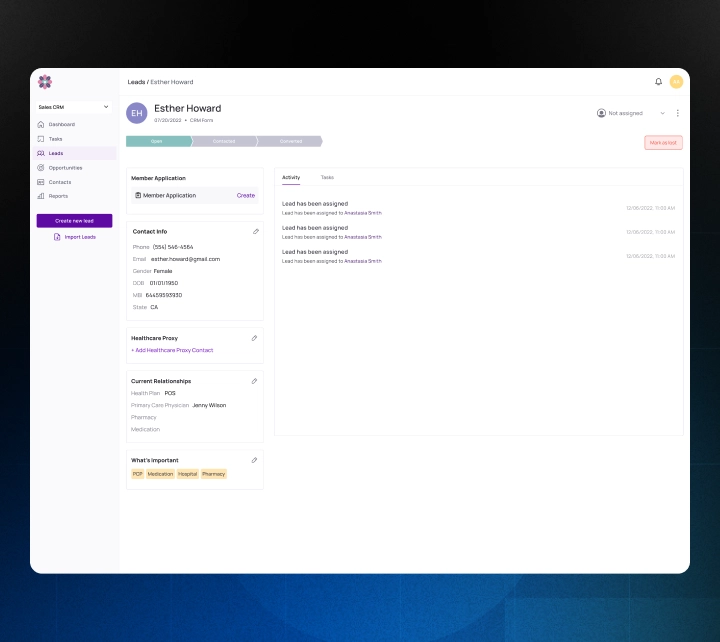 Leads / Esther Howard
Sales CRM
Dashboard
Tasks
Leads
Opportunities
Contacts
Reports
Create new lead
Import Leads
EH
Esther Howard
07/20/2022 • CRM Form
Not assigned
Open
Contacted
Converted
Mark as lost
Member Application
Member Application Create
Contact Info
Phone (554) 546-4564
Email esther.howard@gmail.com
Gender Female
DOB 01/01/1950
MIB 64459593930
State CA
Healthcare Proxy
+ Add Healthcare Proxy Contact
Current Relationships
Health Plan POS
Primary Care Physician Jenny Wilson
Pharmacy
Medication
What's Important
PCP Medication Hospital Pharmacy
Activity Tasks
Lead has been assigned
Lead has been assigned to Anastasia Smith
12/06/2022, 11:00 AM
Lead has been assigned
Lead has been assigned to Anastasia Smith
12/06/2022, 11:00 AM
Lead has been assigned
Lead has been assigned to Anastasia Smith
12/06/2022, 11:00 AM